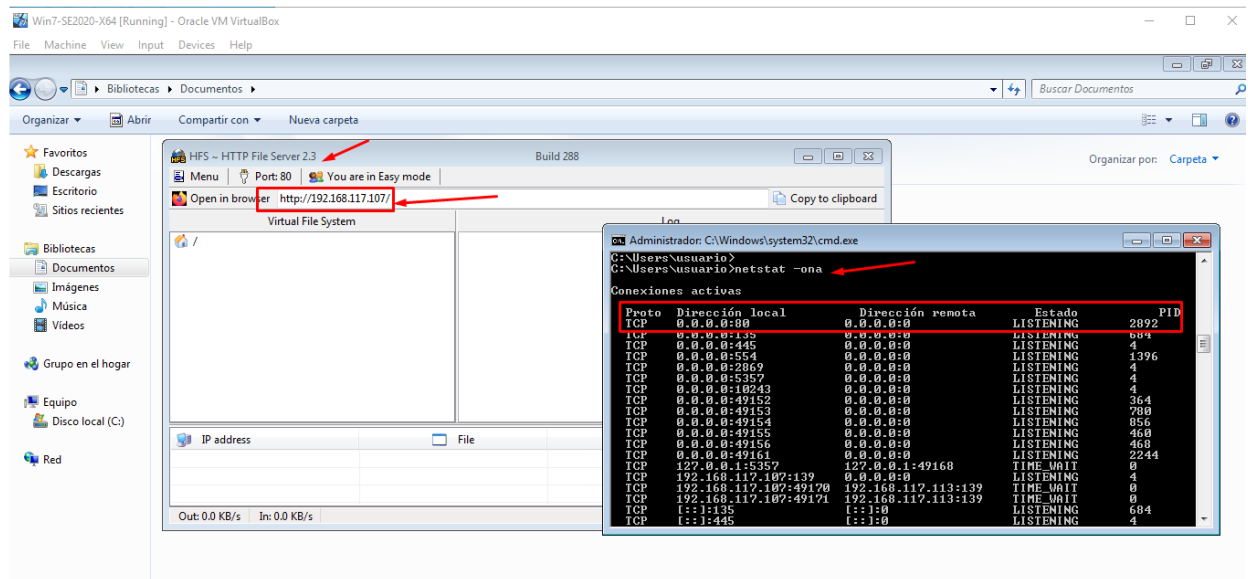 Win7-SE2020-X64 [Running] - Oracle VM VirtualBox
File Machine View Input Devices Help
Bibliotecas Documentos
Buscar Documentos
Organizar Abrir Compartir con Nueva carpeta
Favoritos
Descargas
Escritorio
Sitios recientes
Bibliotecas
Documentos
Imágenes
Música
Vídeos
Grupo en el hogar
Equipo
Disco local (C:)
Red
Organizar por: Carpeta
HFS ~ HTTP File Server 2.3 Build 288
Menu Port: 80 You are in Easy mode
Open in browser http://192.168.117.107/ Copy to clipboard
Virtual File System Log
/
IP address File
Out: 0.0 KB/s In: 0.0 KB/s
Administrador: C:\Windows\system32\cmd.exe
C:\Users\usuario>
C:\Users\usuario>netstat -ona
Conexiones activas
Proto Dirección local Dirección remota Estado PID
TCP 0.0.0.0:80 0.0.0.0:0 LISTENING 2892
TCP 0.0.0.0:135 0.0.0.0:0 LISTENING 684
TCP 0.0.0.0:445 0.0.0.0:0 LISTENING 4
TCP 0.0.0.0:554 0.0.0.0:0 LISTENING 1396
TCP 0.0.0.0:2869 0.0.0.0:0 LISTENING 4
TCP 0.0.0.0:5357 0.0.0.0:0 LISTENING 4
TCP 0.0.0.0:10243 0.0.0.0:0 LISTENING 4
TCP 0.0.0.0:49152 0.0.0.0:0 LISTENING 364
TCP 0.0.0.0:49153 0.0.0.0:0 LISTENING 780
TCP 0.0.0.0:49154 0.0.0.0:0 LISTENING 856
TCP 0.0.0.0:49155 0.0.0.0:0 LISTENING 460
TCP 0.0.0.0:49156 0.0.0.0:0 LISTENING 468
TCP 0.0.0.0:49161 0.0.0.0:0 LISTENING 2244
TCP 127.0.0.1:5357 127.0.0.1:49168 TIME_WAIT 0
TCP 192.168.117.107:139 0.0.0.0:0 LISTENING 4
TCP 192.168.117.107:49170 192.168.117.113:139 TIME_WAIT 0
TCP 192.168.117.107:49171 192.168.117.113:139 TIME_WAIT 0
TCP [::]:135 [::]:0 LISTENING 684
TCP [::]:445 [::]:0 LISTENING 4